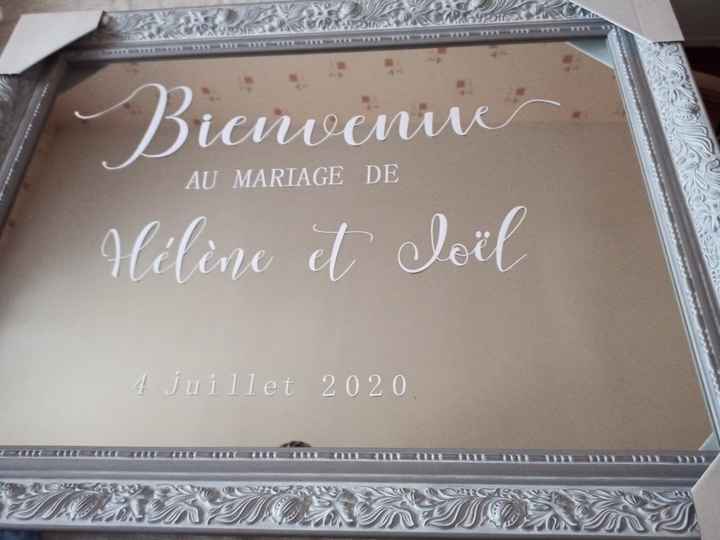 Bienvenue
AU MARIAGE DE
Hélène et Joël
4 juillet 2020